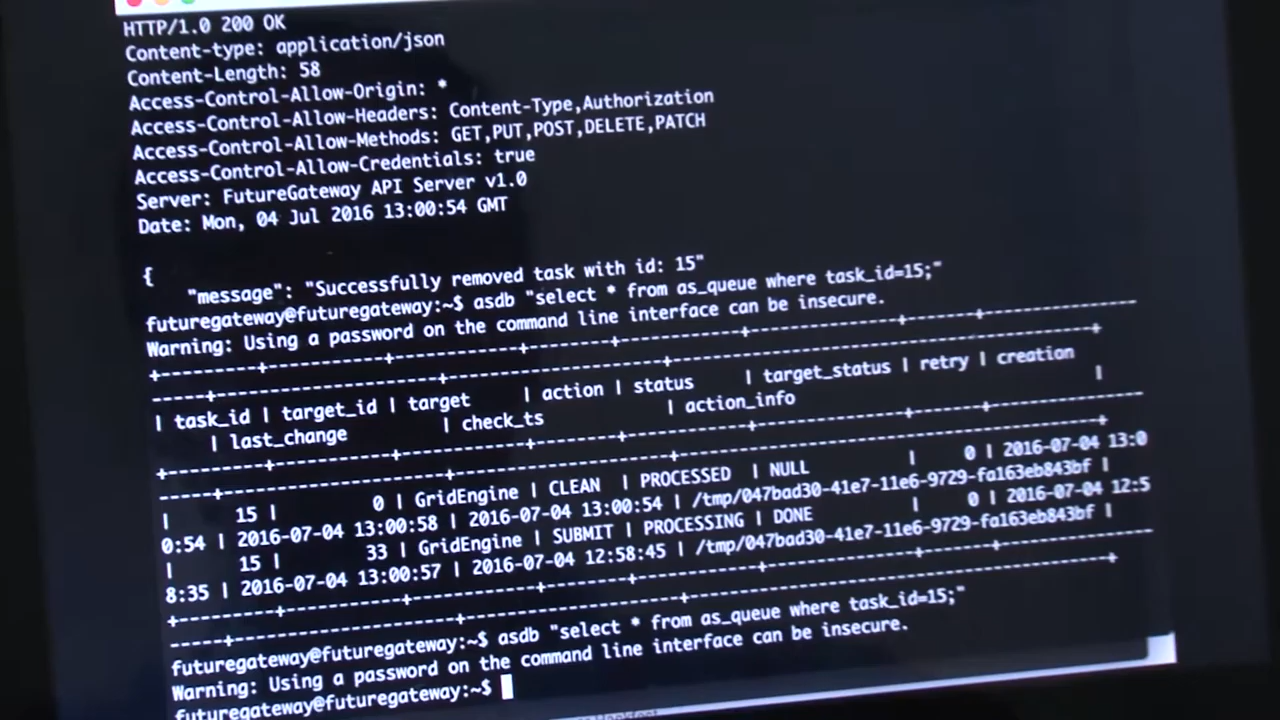 HTTP/1.0 200 OK
Content-type: application/json
Content-Length: 58
Access-Control-Allow-Origin: *
Access-Control-Allow-Headers: Content-Type,Authorization
Access-Control-Allow-Methods: GET,PUT,POST,DELETE,PATCH
Access-Control-Allow-Credentials: true
Server: FutureGateway API Server v1.0
Date: Mon, 04 Jul 2016 13:00:54 GMT
{
"message": "Successfully removed task with id: 15"
futuregateway@futuregateway:~$ asdb "select * from as_queue where task_id=15;"
Warning: Using a password on the command line interface can be insecure.
+---------+-----------+------------+--------+------------+---------------+-------+--------------
-----+---------------------+---------------------+----------------------------------------+
| task_id | target_id | target | action | status | target_status | retry | creation
| last_change | check_ts | action_info |
+---------+-----------+------------+--------+------------+---------------+-------+--------------
-----+---------------------+---------------------+----------------------------------------+
| 15 | 0 | GridEngine | CLEAN | PROCESSED | NULL | 0 | 2016-07-04 13:0
0:54 | 2016-07-04 13:00:58 | 2016-07-04 13:00:54 | /tmp/047bad30-41e7-11e6-9729-fa163eb843bf |
| 15 | 33 | GridEngine | SUBMIT | PROCESSING | DONE | 0 | 2016-07-04 12:5
8:35 | 2016-07-04 13:00:57 | 2016-07-04 12:58:45 | /tmp/047bad30-41e7-11e6-9729-fa163eb843bf |
+---------+-----------+------------+--------+------------+---------------+-------+--------------
-----+---------------------+---------------------+----------------------------------------+
futuregateway@futuregateway:~$ asdb "select * from as_queue where task_id=15;"
Warning: Using a password on the command line interface can be insecure.
futuregateway@futuregateway:~$